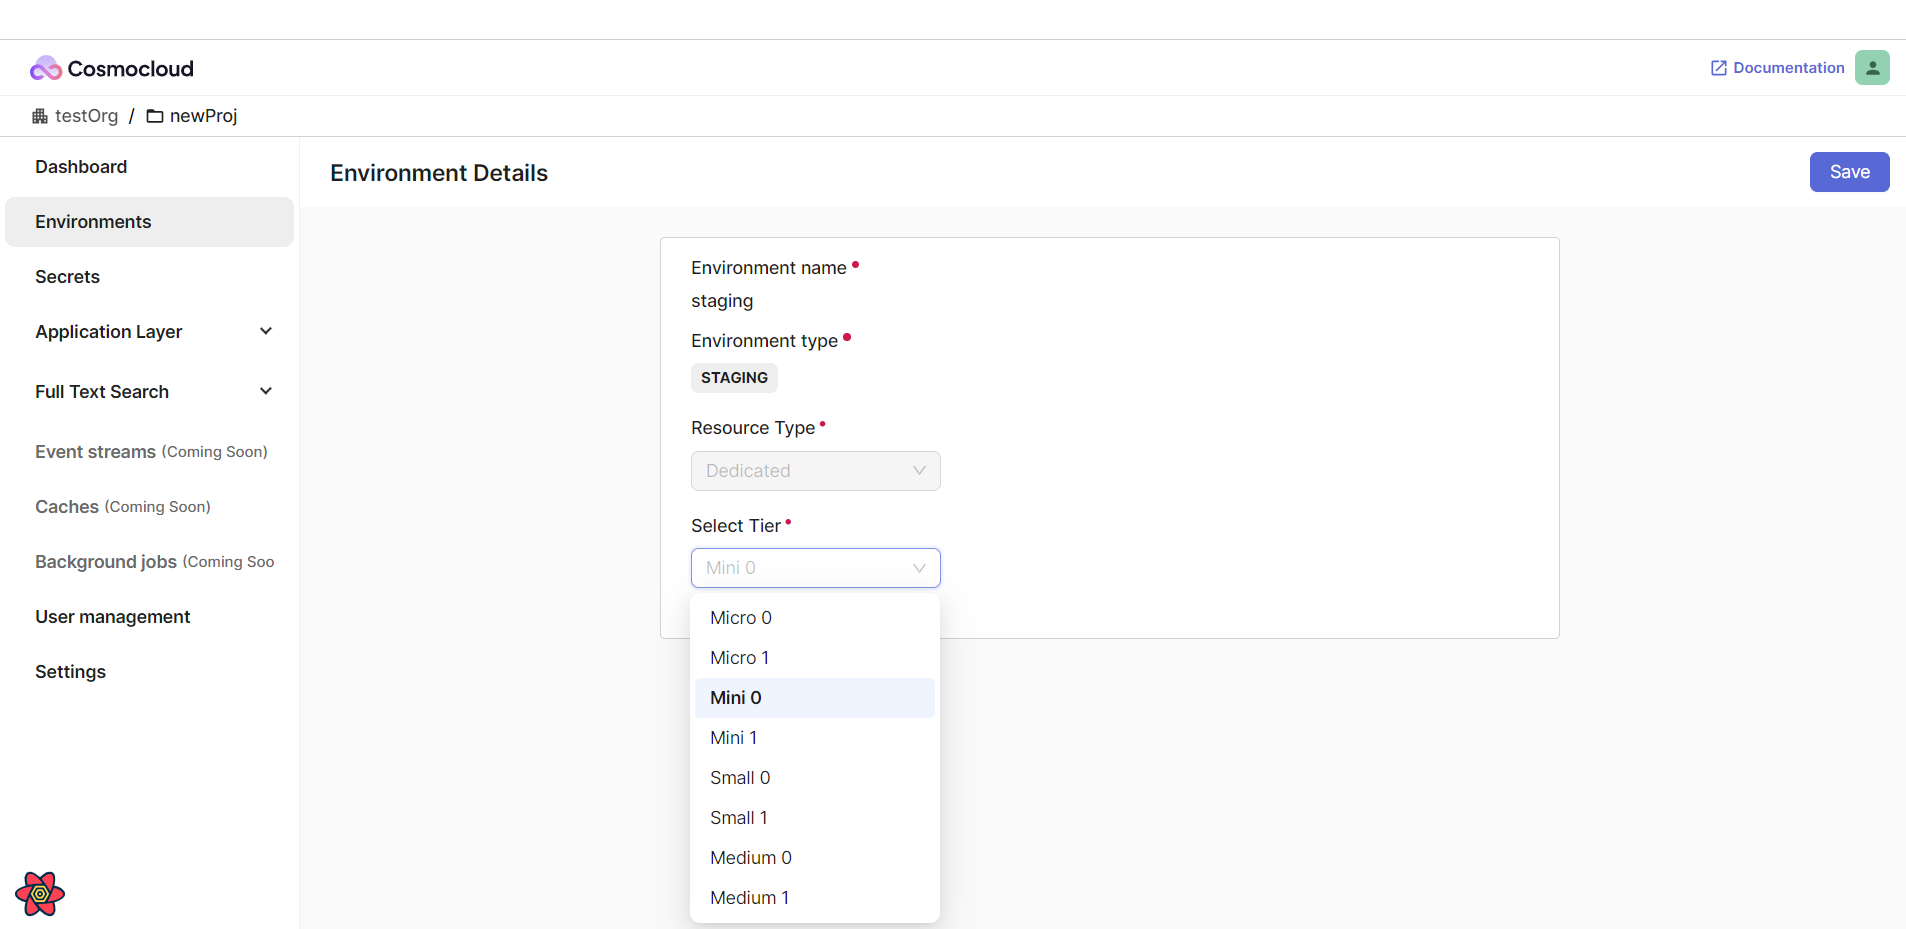 Cosmocloud
Documentation
testOrg / newProj
Dashboard
Environments
Secrets
Application Layer
Full Text Search
Event streams (Coming Soon)
Caches (Coming Soon)
Background jobs (Coming Soo
User management
Settings
Environment Details
Save
Environment name
staging
Environment type
STAGING
Resource Type
Dedicated
Select Tier
Mini 0
Micro 0
Micro 1
Mini 0
Mini 1
Small 0
Small 1
Medium 0
Medium 1